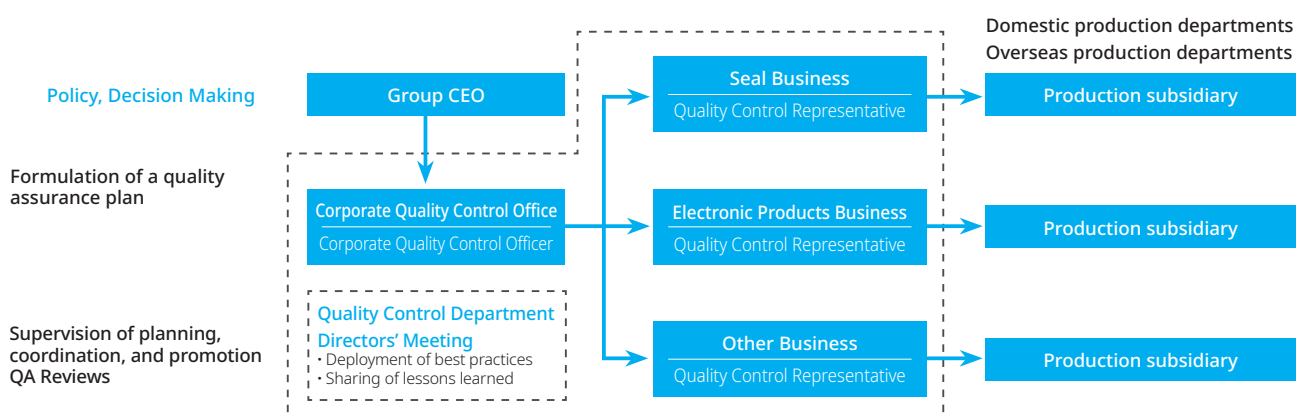 Domestic production departments
Overseas production departments
Policy, Decision Making
Group CEO
Seal Business
Quality Control Representative
Production subsidiary
Formulation of a quality
assurance plan
Corporate Quality Control Office
Corporate Quality Control Officer
Electronic Products Business
Quality Control Representative
Production subsidiary
Supervision of planning,
coordination, and promotion
QA Reviews
Quality Control Department
Directors’ Meeting
・Deployment of best practices
・Sharing of lessons learned
Other Business
Quality Control Representative
Production subsidiary